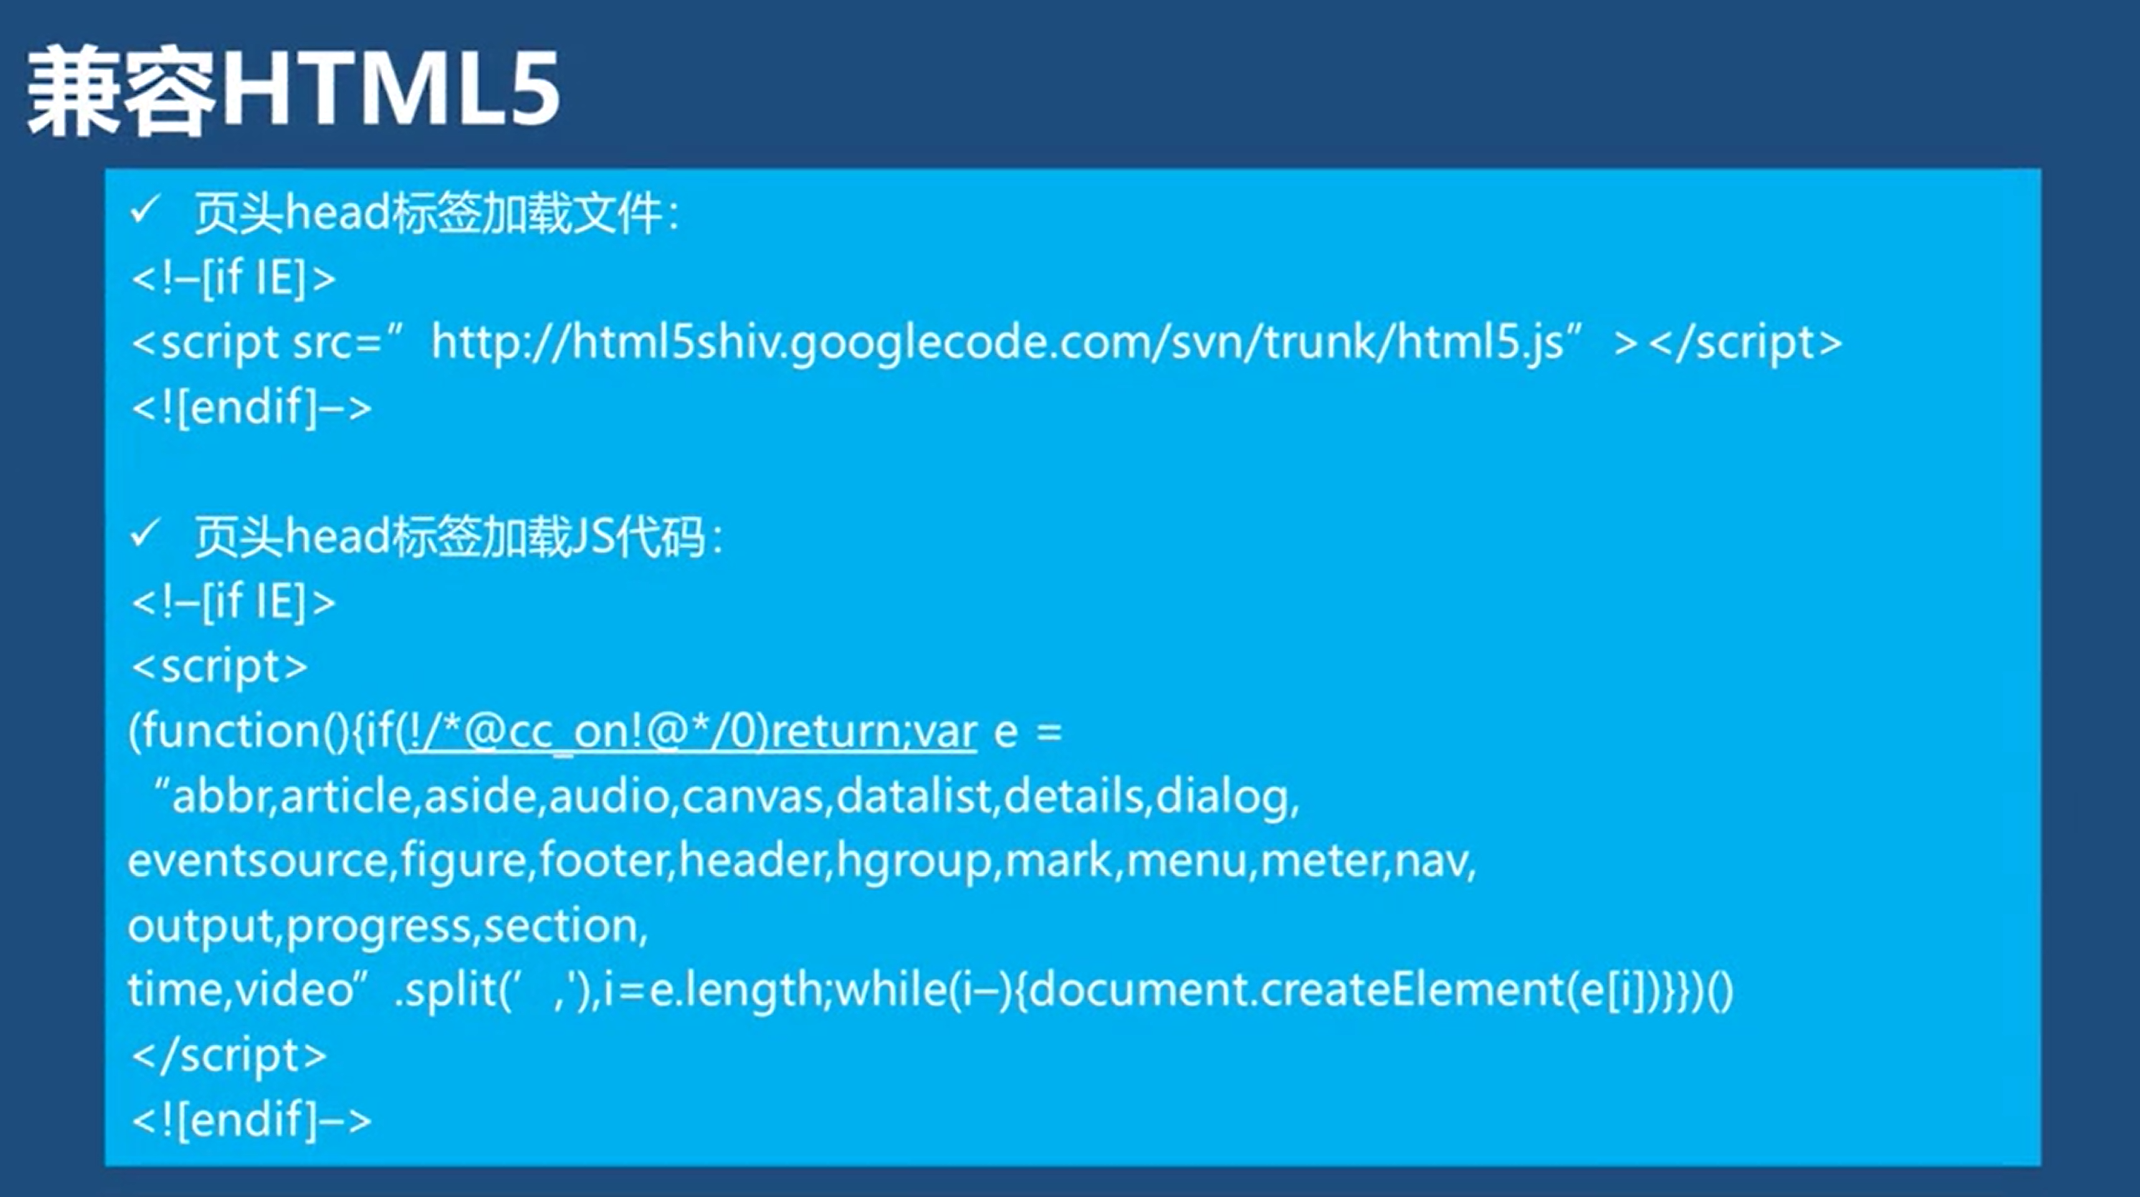 兼容HTML5
✓ 页头head标签加载文件：
<!–[if IE]>
<script src=” http://html5shiv.googlecode.com/svn/trunk/html5.js” ></script>
<![endif]–>
✓ 页头head标签加载JS代码：
<!–[if IE]>
<script>
(function(){if(!/*@cc_on!@*/0)return;var e =
“abbr,article,aside,audio,canvas,datalist,details,dialog,
eventsource,figure,footer,header,hgroup,mark,menu,meter,nav,
output,progress,section,
time,video” .split(’ ,'),i=e.length;while(i–){document.createElement(e[i])}})()
</script>
<![endif]–>